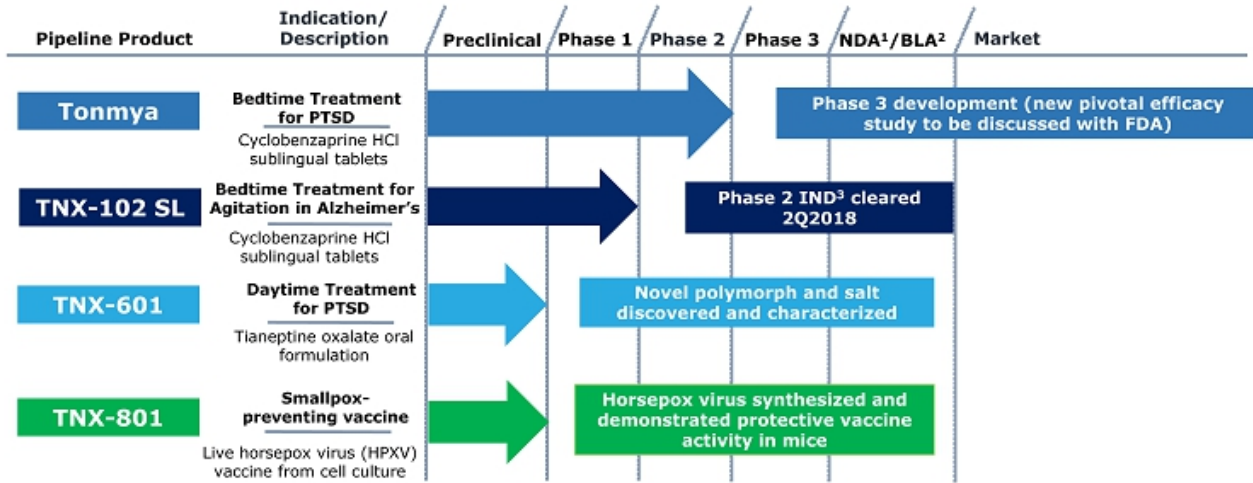 Pipeline Product
Indication/
Description
Preclinical
Phase 1
Phase 2
Phase 3
NDA¹/BLA²
Market
Tonmya
Bedtime Treatment
for PTSD
Cyclobenzaprine HCl
sublingual tablets
Phase 3 development (new pivotal efficacy
study to be discussed with FDA)
TNX-102 SL
Bedtime Treatment for
Agitation in Alzheimer's
Cyclobenzaprine HCl
sublingual tablets
Phase 2 IND³ cleared
2Q2018
TNX-601
Daytime Treatment
for PTSD
Tianeptine oxalate oral
formulation
Novel polymorph and salt
discovered and characterized
TNX-801
Smallpox-
preventing vaccine
Live horsepox virus (HPXV)
vaccine from cell culture
Horsepox virus synthesized and
demonstrated protective vaccine
activity in mice